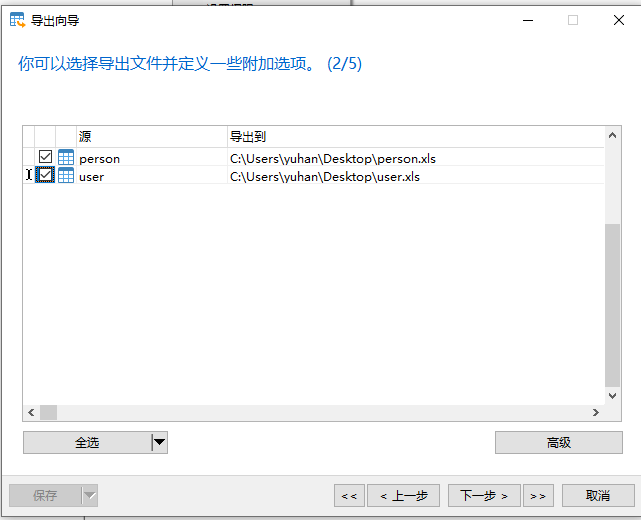 导出向导
你可以选择导出文件并定义一些附加选项。 (2/5)
源 导出到
person C:\Users\yuhan\Desktop\person.xls
user C:\Users\yuhan\Desktop\user.xls
全选 高级
保存 << < 上一步 下一步 > >> 取消